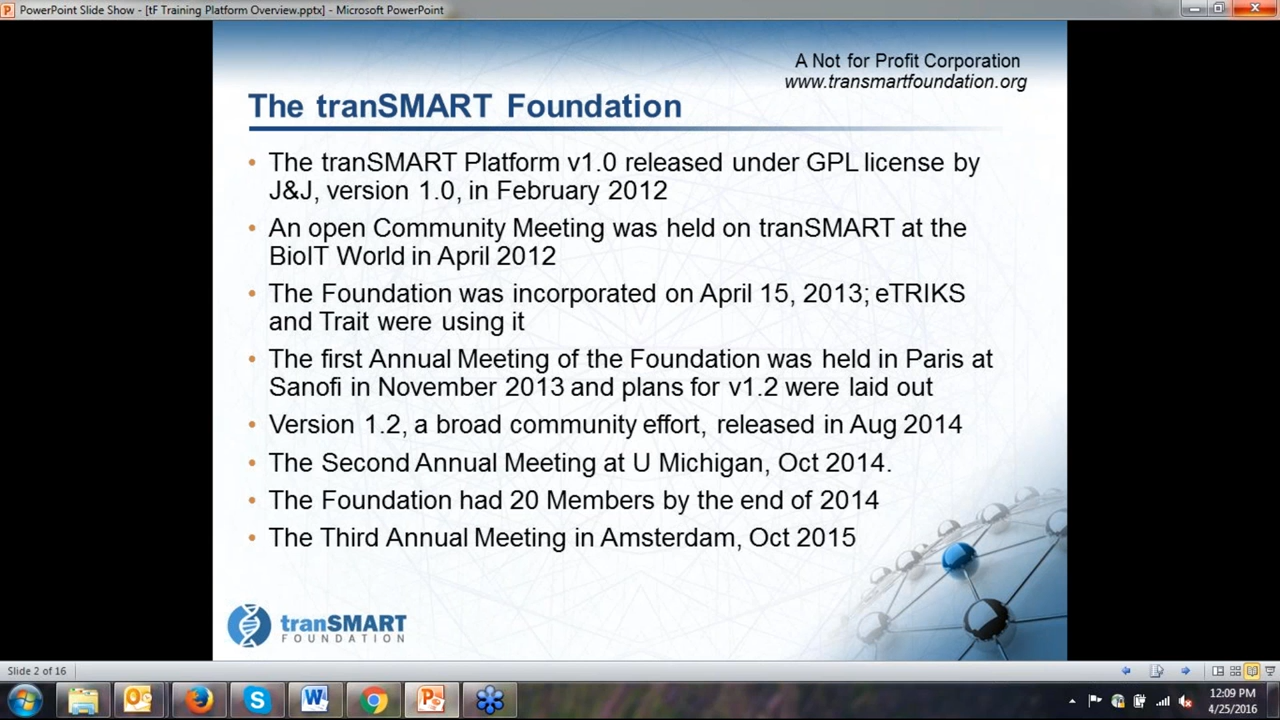 PowerPoint Slide Show - [tF Training Platform Overview.pptx] - Microsoft PowerPoint
A Not for Profit Corporation
www.transmartfoundation.org
The tranSMART Foundation
• The tranSMART Platform v1.0 released under GPL license by
J&J, version 1.0, in February 2012
• An open Community Meeting was held on tranSMART at the
BioIT World in April 2012
• The Foundation was incorporated on April 15, 2013; eTRIKS
and Trait were using it
• The first Annual Meeting of the Foundation was held in Paris at
Sanofi in November 2013 and plans for v1.2 were laid out
• Version 1.2, a broad community effort, released in Aug 2014
• The Second Annual Meeting at U Michigan, Oct 2014.
• The Foundation had 20 Members by the end of 2014
• The Third Annual Meeting in Amsterdam, Oct 2015
tranSMART
FOUNDATION
Slide 2 of 16
12:09 PM
4/25/2016